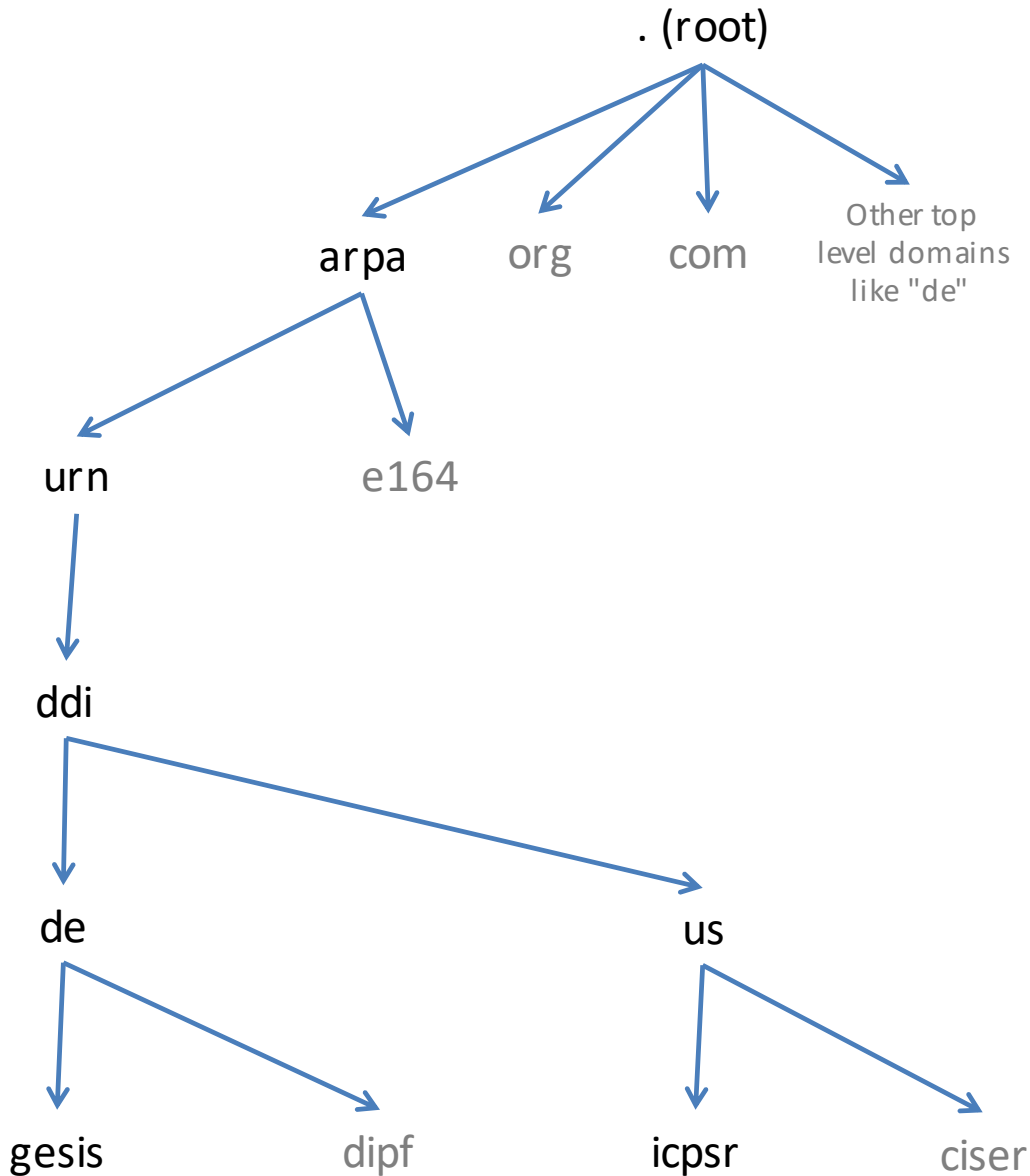 . (root)
arpa
org
com
Other top
level domains
like "de"
urn
e164
ddi
de
us
gesis
dipf
icpsr
ciser